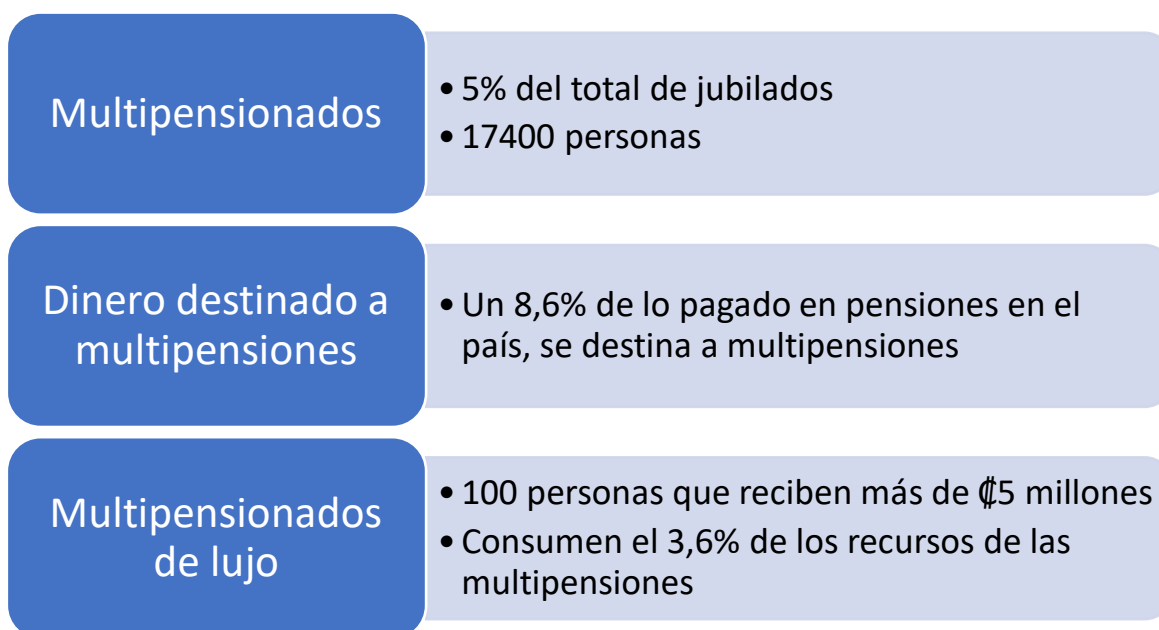 Multipensionados
• 5% del total de jubilados
• 17400 personas
Dinero destinado a
multipensiones
• Un 8,6% de lo pagado en pensiones en el
país, se destina a multipensiones
Multipensionados
de lujo
• 100 personas que reciben más de ₡5 millones
• Consumen el 3,6% de los recursos de las
multipensiones